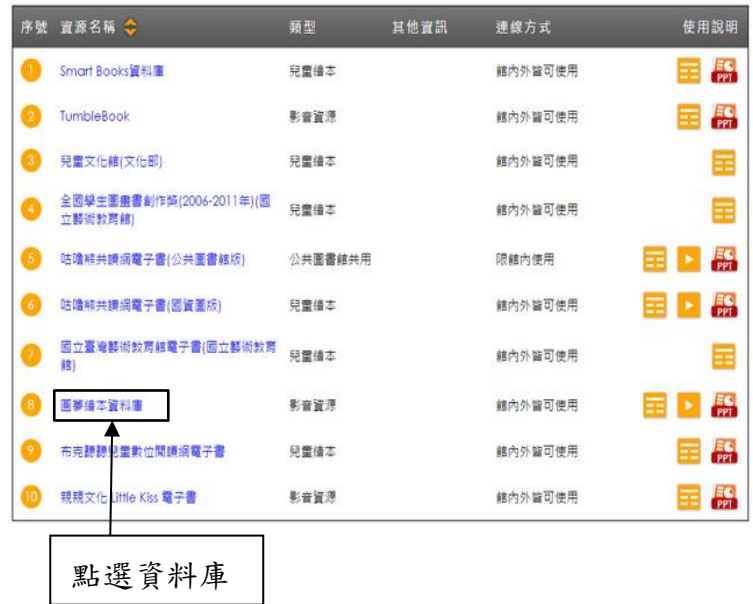 序號 資源名稱 類型 其他資訊 連線方式 使用說明
1 Smart Books資料庫 兒童繪本 館內外皆可使用 PPT
2 TumbleBook 影音資源 館內外皆可使用 PPT
3 兒童文化館(文化部) 兒童繪本 館內外皆可使用
4 全國學生圖畫書創作獎(2006-2011年)(國
立藝術教育館) 兒童繪本 館內外皆可使用
5 咕嚕熊共讀網電子書(公共圖書館版) 公共圖書館共用 限館內使用 PPT
6 咕嚕熊共讀網電子書(國資圖版) 兒童繪本 館內外皆可使用 PPT
7 國立臺灣藝術教育館電子書(國立藝術教育
館) 兒童繪本 館內外皆可使用
8 圓夢繪本資料庫 影音資源 館內外皆可使用 PPT
9 布克聽聽兒童數位閱讀網電子書 兒童繪本 館內外皆可使用 PPT
10 親親文化 Little Kiss 電子書 影音資源 館內外皆可使用 PPT
點選資料庫